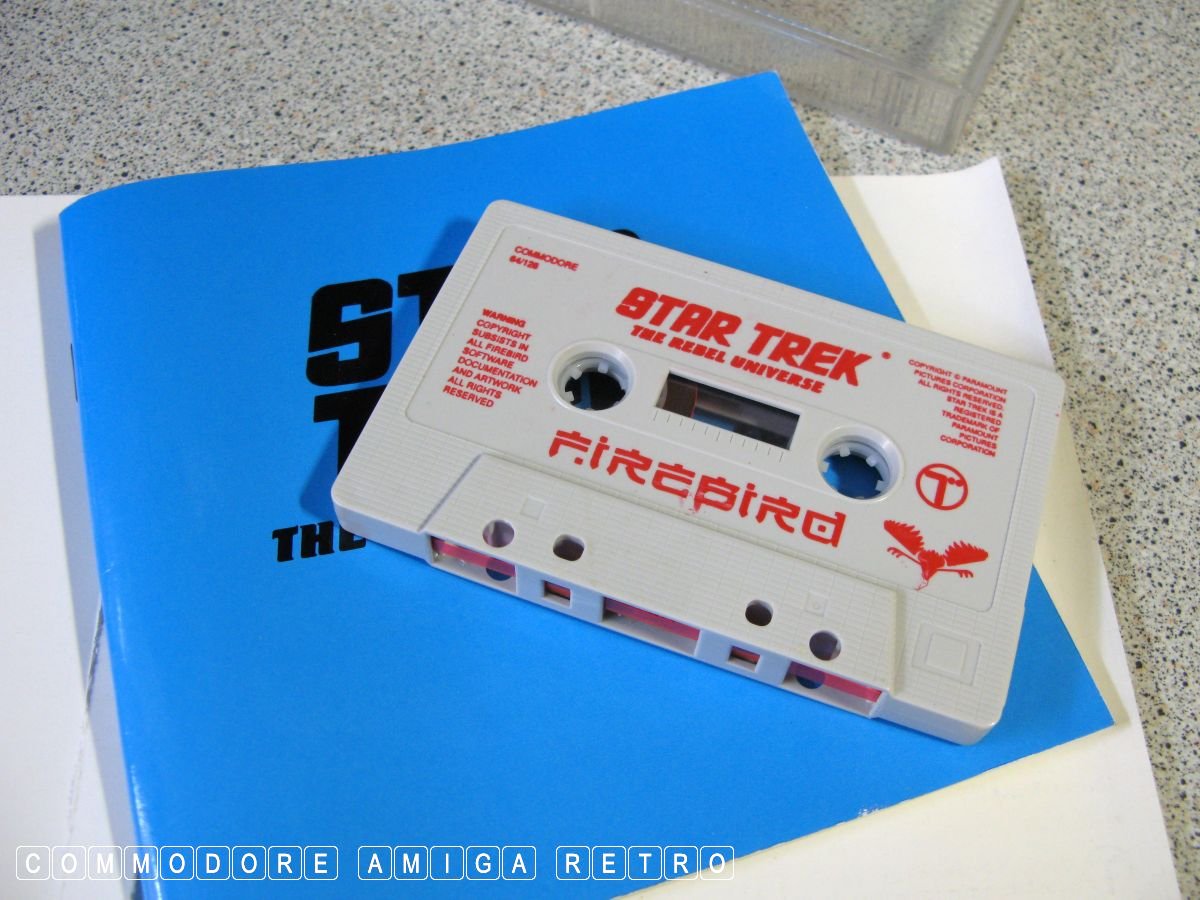 COMMODORE
64/128
STAR TREK
THE REBEL UNIVERSE
WARNING
COPYRIGHT
SUBSISTS IN
ALL FIREBIRD
SOFTWARE
DOCUMENTATION
AND ARTWORK
ALL RIGHTS
RESERVED
COPYRIGHT © PARAMOUNT
PICTURES CORPORATION
ALL RIGHTS RESERVED.
STAR TREK IS A
REGISTERED
TRADEMARK OF
PARAMOUNT
PICTURES
CORPORATION
FIREBIRD
T
ST
T
THE
COMMODORE AMIGA RETRO